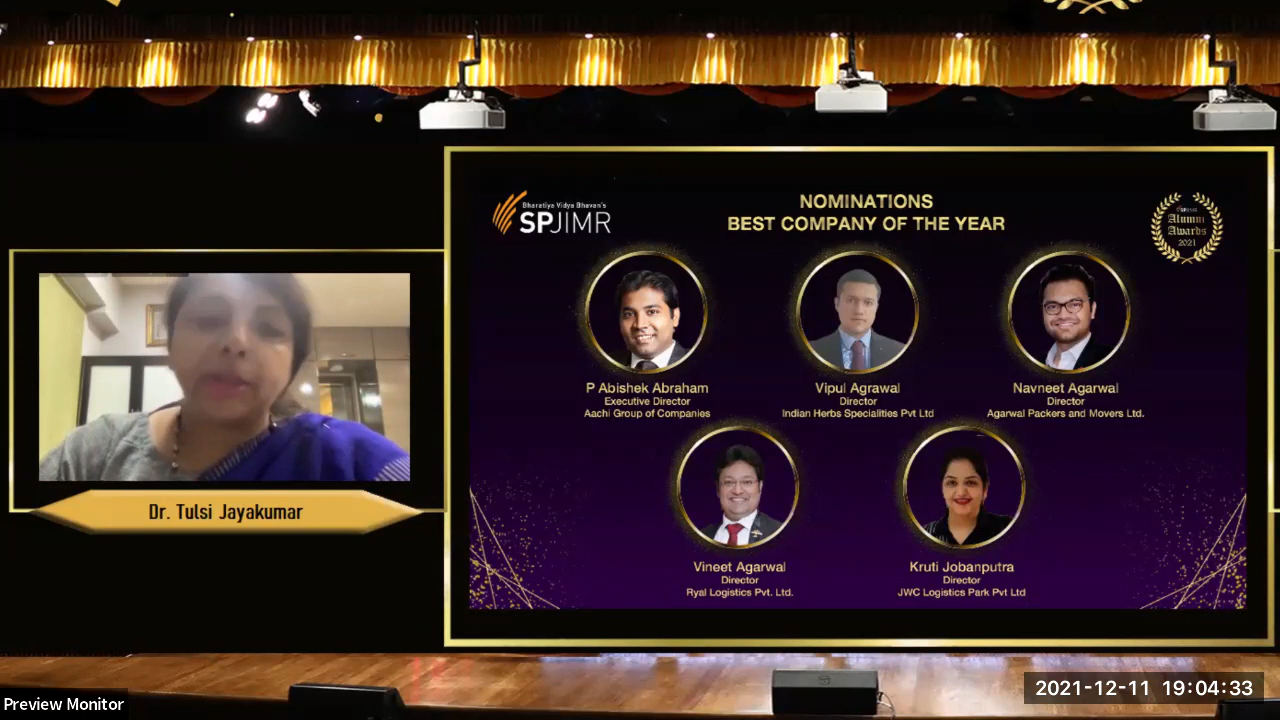 Bharatiya Vidya Bhavan's
SPJIMR
NOMINATIONS
BEST COMPANY OF THE YEAR
SPJIMR
Alumni
Awards
2021
P Abishek Abraham
Executive Director
Aachi Group of Companies
Vipul Agrawal
Director
Indian Herbs Specialities Pvt Ltd
Navneet Agarwal
Director
Agarwal Packers and Movers Ltd.
Vineet Agarwal
Director
Ryal Logistics Pvt. Ltd.
Kruti Jobanputra
Director
JWC Logistics Park Pvt Ltd
Dr. Tulsi Jayakumar
2021-12-11 19:04:33
Preview Monitor